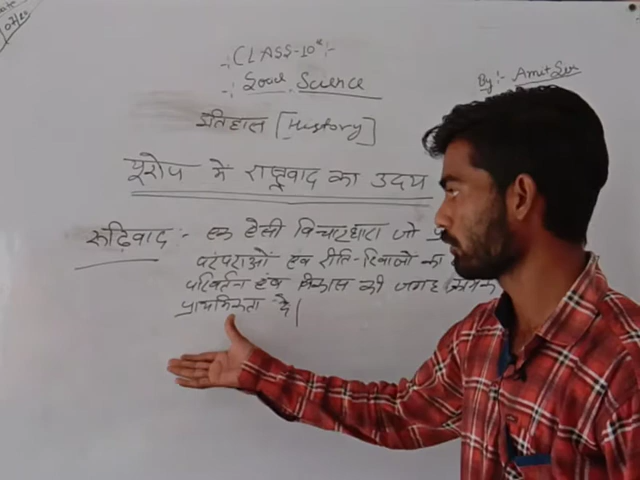 -: CLASS-10th :-
-: Social Science
By:- Amit Sir
इतिहास [History]
यूरोप में राष्ट्रवाद का उदय
रूढ़िवाद :- एक ऐसी विचारधारा जो
परंपराओं एवं रीति-रिवाजों का
परिवर्तन एवं विकास की जगह
प्राथमिकता दे।